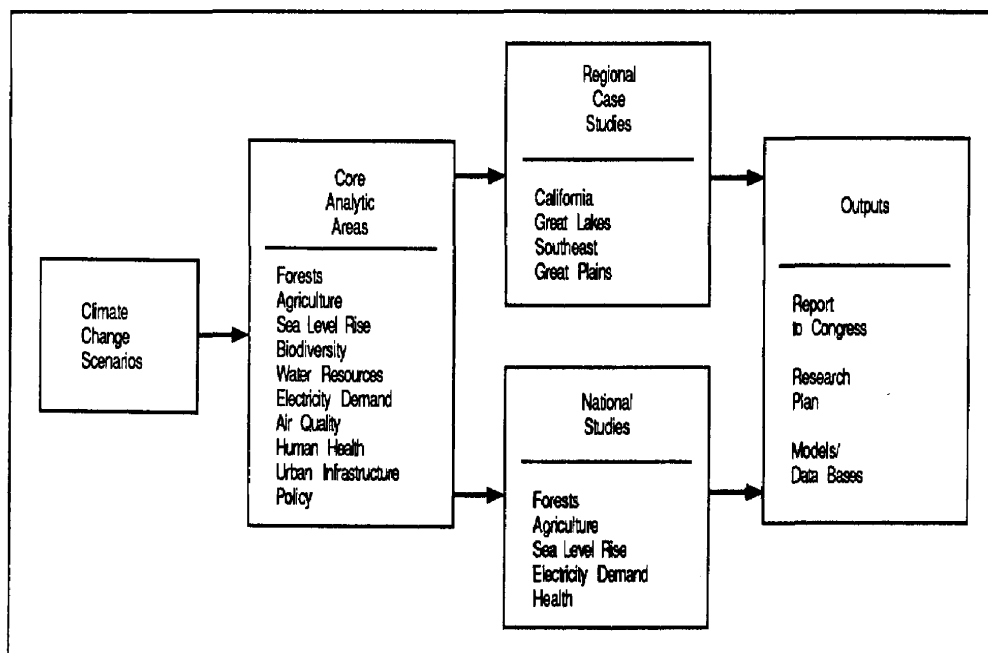 Climate
Change
Scenarios
Core
Analytic
Areas
Forests
Agriculture
Sea Level Rise
Biodiversity
Water Resources
Electricity Demand
Air Quality
Human Health
Urban Infrastructure
Policy
Regional
Case
Studies
California
Great Lakes
Southeast
Great Plains
National
Studies
Forests
Agriculture
Sea Level Rise
Electricity Demand
Health
Outputs
Report
to Congress
Research
Plan
Models/
Data Bases